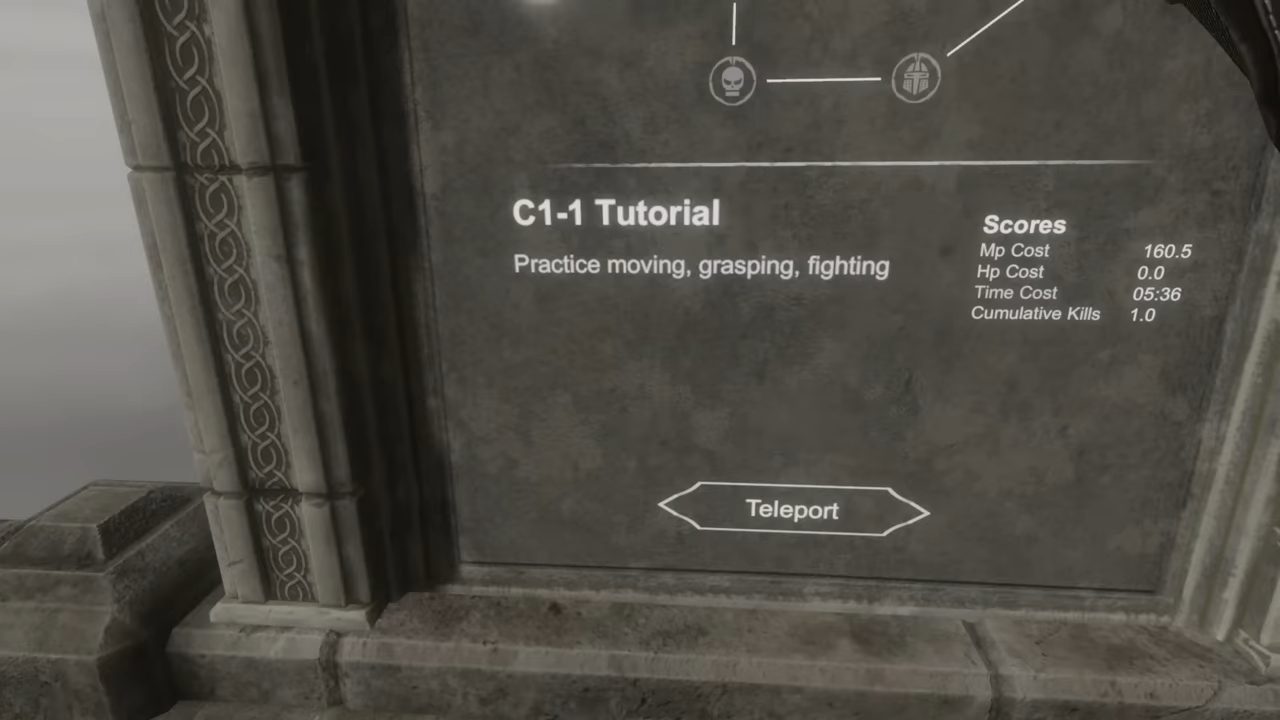 C1-1 Tutorial
Practice moving, grasping, fighting
Scores
Mp Cost 160.5
Hp Cost 0.0
Time Cost 05:36
Cumulative Kills 1.0
Teleport